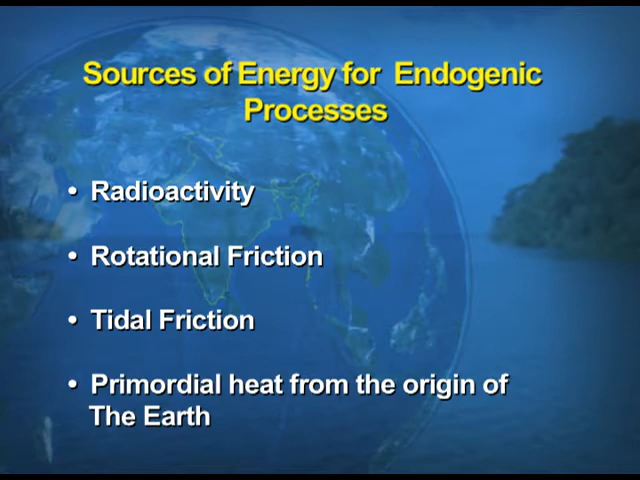 Sources of Energy for Endogenic
Processes
• Radioactivity
• Rotational Friction
• Tidal Friction
• Primordial heat from the origin of
The Earth